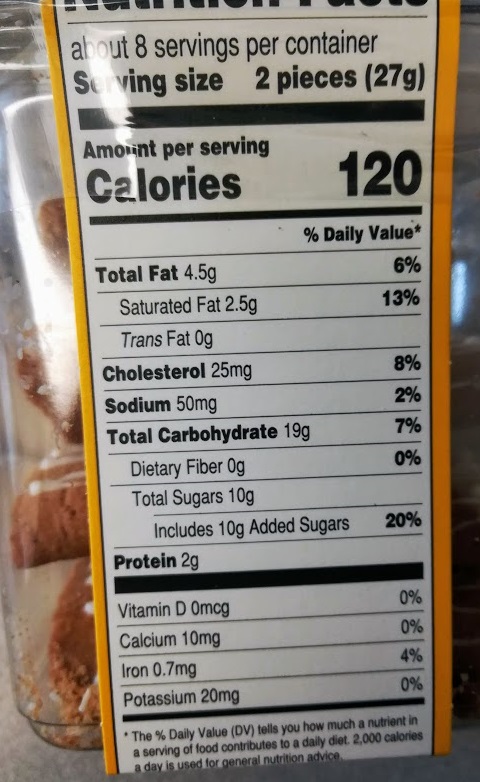 Nutrition Facts
about 8 servings per container
Serving size 2 pieces (27g)
Amount per serving
Calories 120
% Daily Value*
Total Fat 4.5g 6%
Saturated Fat 2.5g 13%
Trans Fat 0g
Cholesterol 25mg 8%
Sodium 50mg 2%
Total Carbohydrate 19g 7%
Dietary Fiber 0g 0%
Total Sugars 10g
Includes 10g Added Sugars 20%
Protein 2g
Vitamin D 0mcg 0%
Calcium 10mg 0%
Iron 0.7mg 4%
Potassium 20mg 0%
* The % Daily Value (DV) tells you how much a nutrient in
a serving of food contributes to a daily diet. 2,000 calories
a day is used for general nutrition advice.